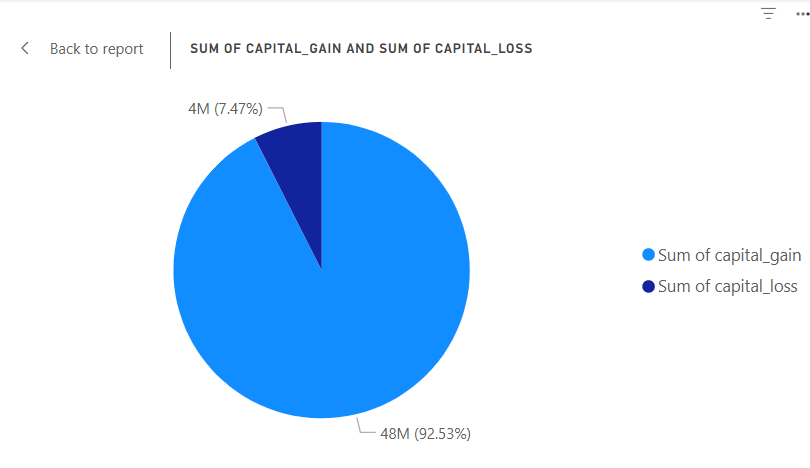 Back to report
SUM OF CAPITAL_GAIN AND SUM OF CAPITAL_LOSS
4M (7.47%)
Sum of capital_gain
Sum of capital_loss
48M (92.53%)